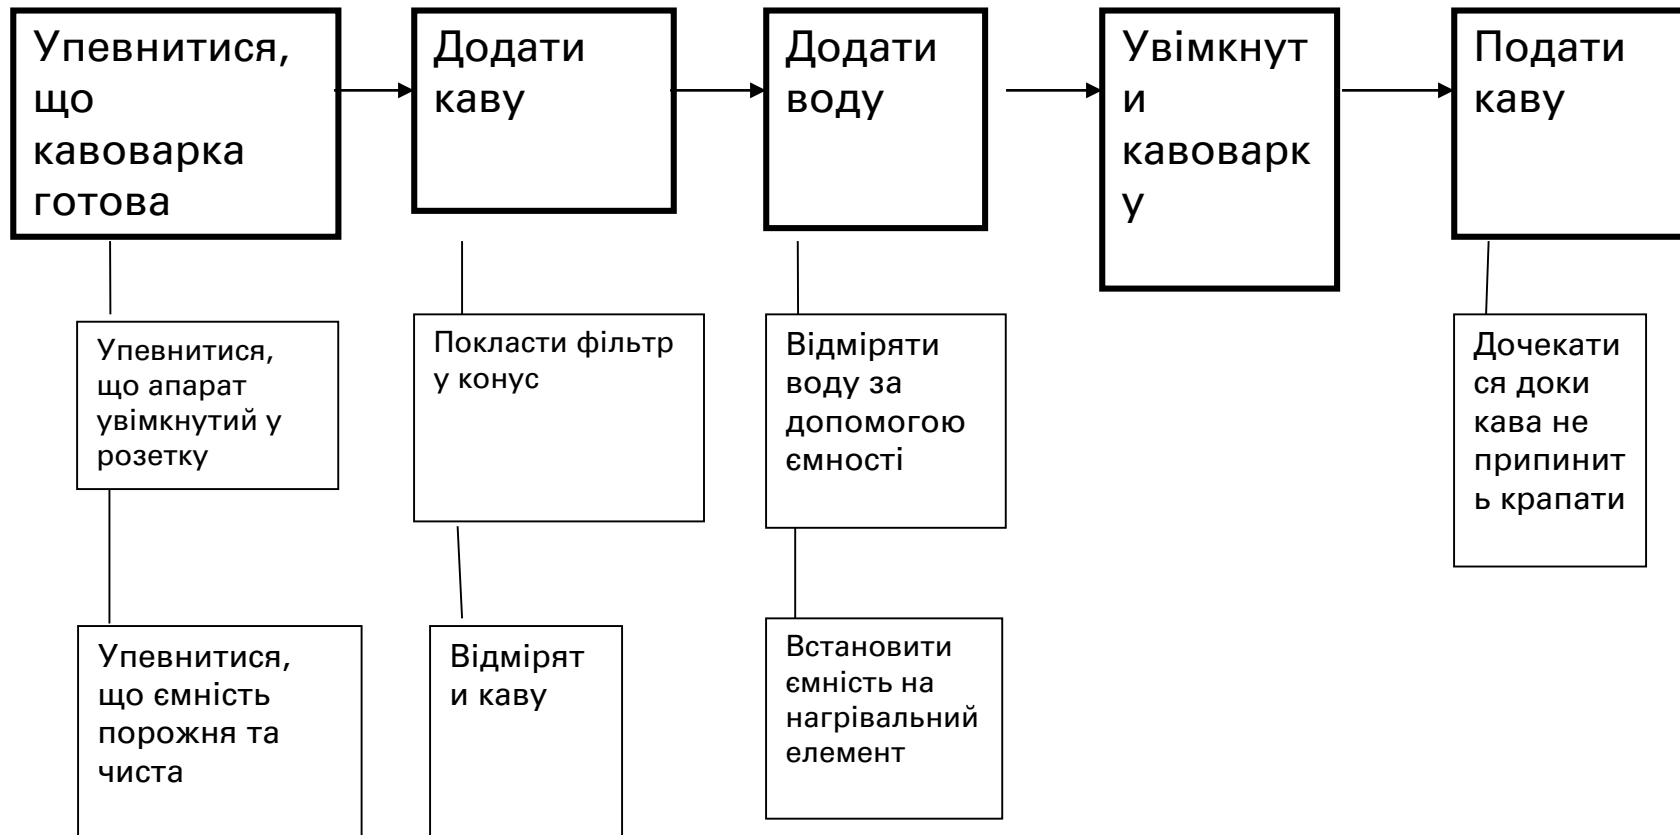 Упевнитися,
що
кавоварка
готова
Додати
каву
Додати
воду
Увімкнут
и
кавоварк
у
Подати
каву
Упевнитися,
що апарат
увімкнутий у
розетку
Покласти фільтр
у конус
Відміряти
воду за
допомогою
ємності
Дочекати
ся доки
кава не
припинит
ь крапати
Упевнитися,
що ємність
порожня та
чиста
Відмірят
и каву
Встановити
ємність на
нагрівальний
елемент